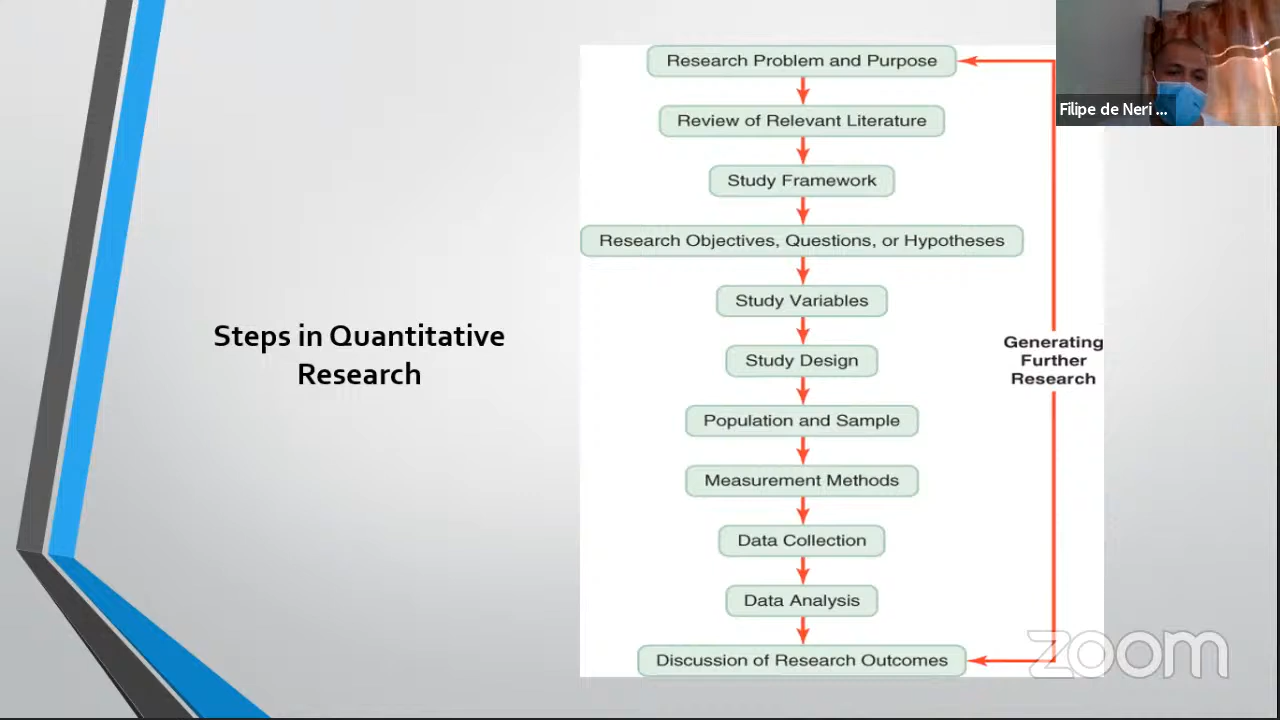 Steps in Quantitative
Research
Research Problem and Purpose
Review of Relevant Literature
Study Framework
Research Objectives, Questions, or Hypotheses
Study Variables
Study Design
Population and Sample
Measurement Methods
Data Collection
Data Analysis
Discussion of Research Outcomes
Generating
Further
Research
Filipe de Neri ...
zoom